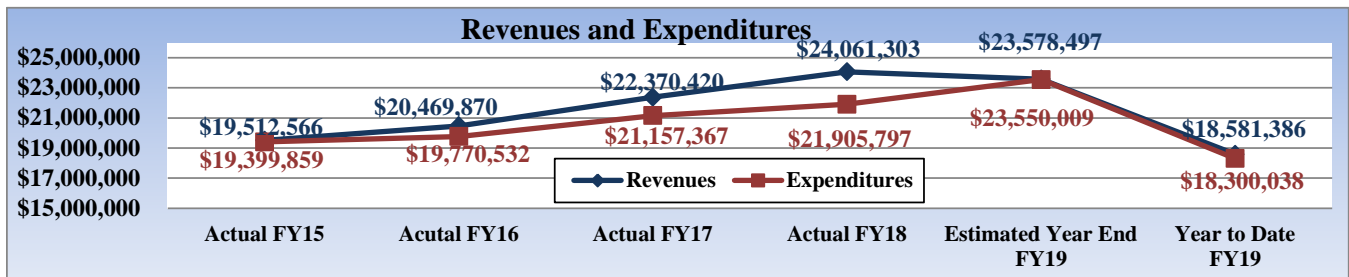 Revenues and Expenditures
$25,000,000
$23,000,000
$21,000,000
$19,000,000
$17,000,000
$15,000,000
$19,512,566
$20,469,870
$22,370,420
$24,061,303
$23,578,497
$18,581,386
$19,399,859
$19,770,532
$21,157,367
$21,905,797
$23,550,009
$18,300,038
Revenues
Expenditures
Actual FY15
Acutal FY16
Actual FY17
Actual FY18
Estimated Year End
FY19
Year to Date
FY19